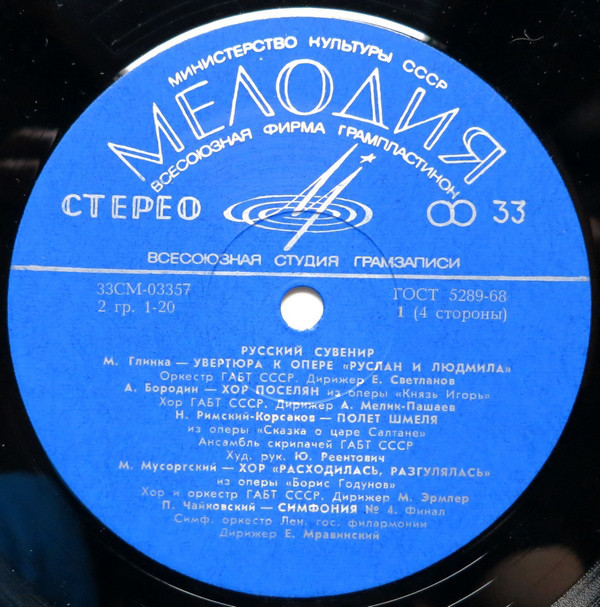 МИНИСТЕРСТВО КУЛЬТУРЫ СССР
МЕЛОДИЯ
ВСЕСОЮЗНАЯ ФИРМА ГРАМПЛАСТИНОК
СТЕРЕО
33
ВСЕСОЮЗНАЯ СТУДИЯ ГРАМЗАПИСИ
33СМ-03357
ГОСТ 5289-68
2 гр. 1-20
1 (4 стороны)
РУССКИЙ СУВЕНИР
М. Глинка — УВЕРТЮРА К ОПЕРЕ «РУСЛАН И ЛЮДМИЛА»
Оркестр ГАБТ СССР. Дирижер Е. Светланов
А. Бородин — ХОР ПОСЕЛЯН из оперы «Князь Игорь»
Хор ГАБТ СССР. Дирижер А. Мелик-Пашаев
Н. Римский-Корсаков — ПОЛЕТ ШМЕЛЯ
из оперы «Сказка о царе Салтане»
Ансамбль скрипачей ГАБТ СССР
Худ. рук. Ю. Реентович
М. Мусоргский — ХОР «РАСХОДИЛАСЬ, РАЗГУЛЯЛАСЬ»
из оперы «Борис Годунов»
Хор и оркестр ГАБТ СССР. Дирижер М. Эрмлер
П. Чайковский — СИМФОНИЯ № 4. Финал
Симф. оркестр Лен. гос. филармонии
Дирижер Е. Мравинский